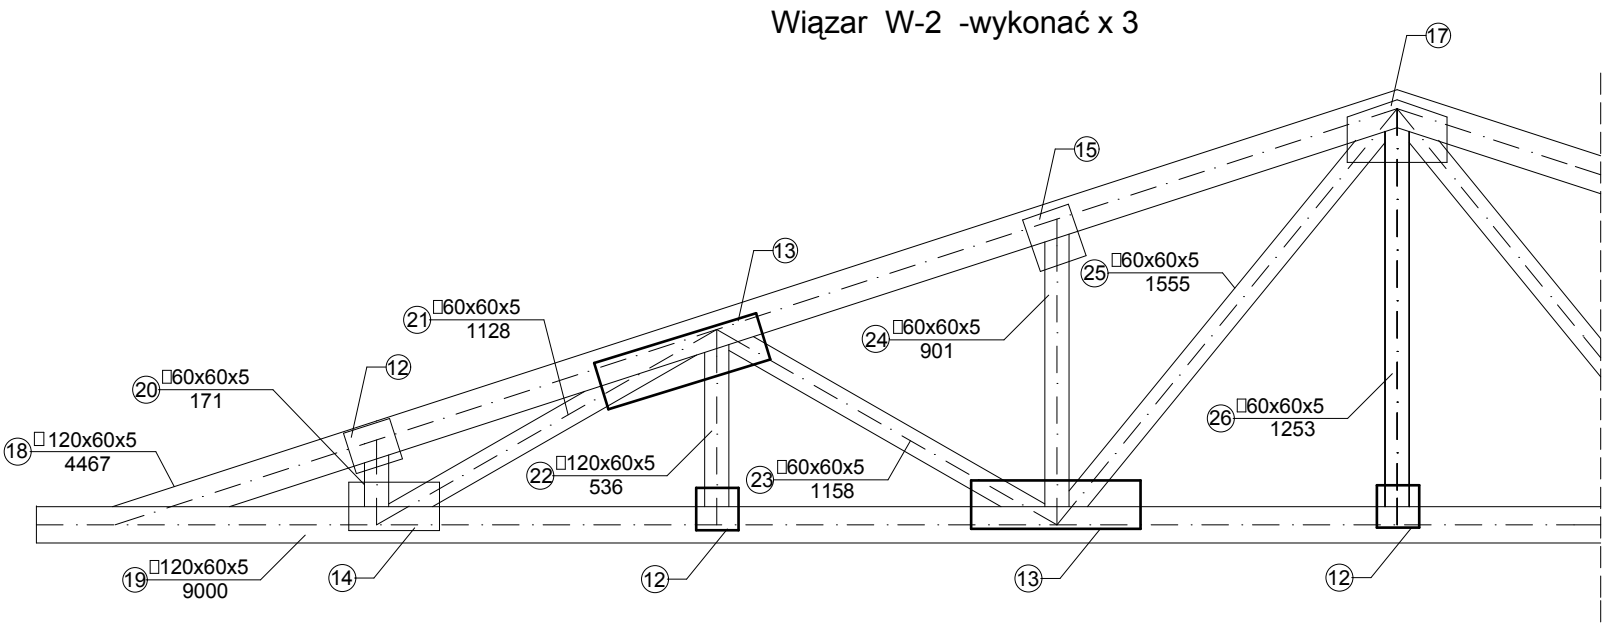 Wiązar W-2 -wykonać x 3
17
15
13
25 □60x60x5
1555
21 □60x60x5
1128
24 □60x60x5
901
12
20 □60x60x5
171
26 □60x60x5
1253
18 □120x60x5
4467
22 □120x60x5
536
23 □60x60x5
1158
19 □120x60x5
9000
14
12
13
12